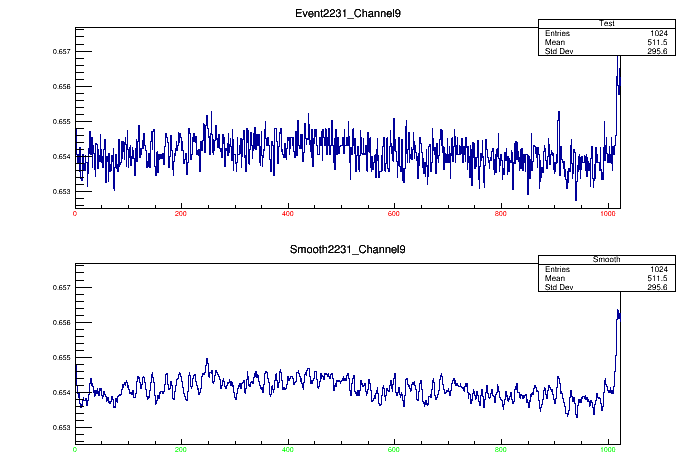 Event2231_Channel9
Test
Entries 1024
Mean 511.5
Std Dev 295.6
0.657
0.656
0.655
0.654
0.653
0 200 400 600 800 1000
Smooth2231_Channel9
Smooth
Entries 1024
Mean 511.5
Std Dev 295.6
0.657
0.656
0.655
0.654
0.653
0 200 400 600 800 1000